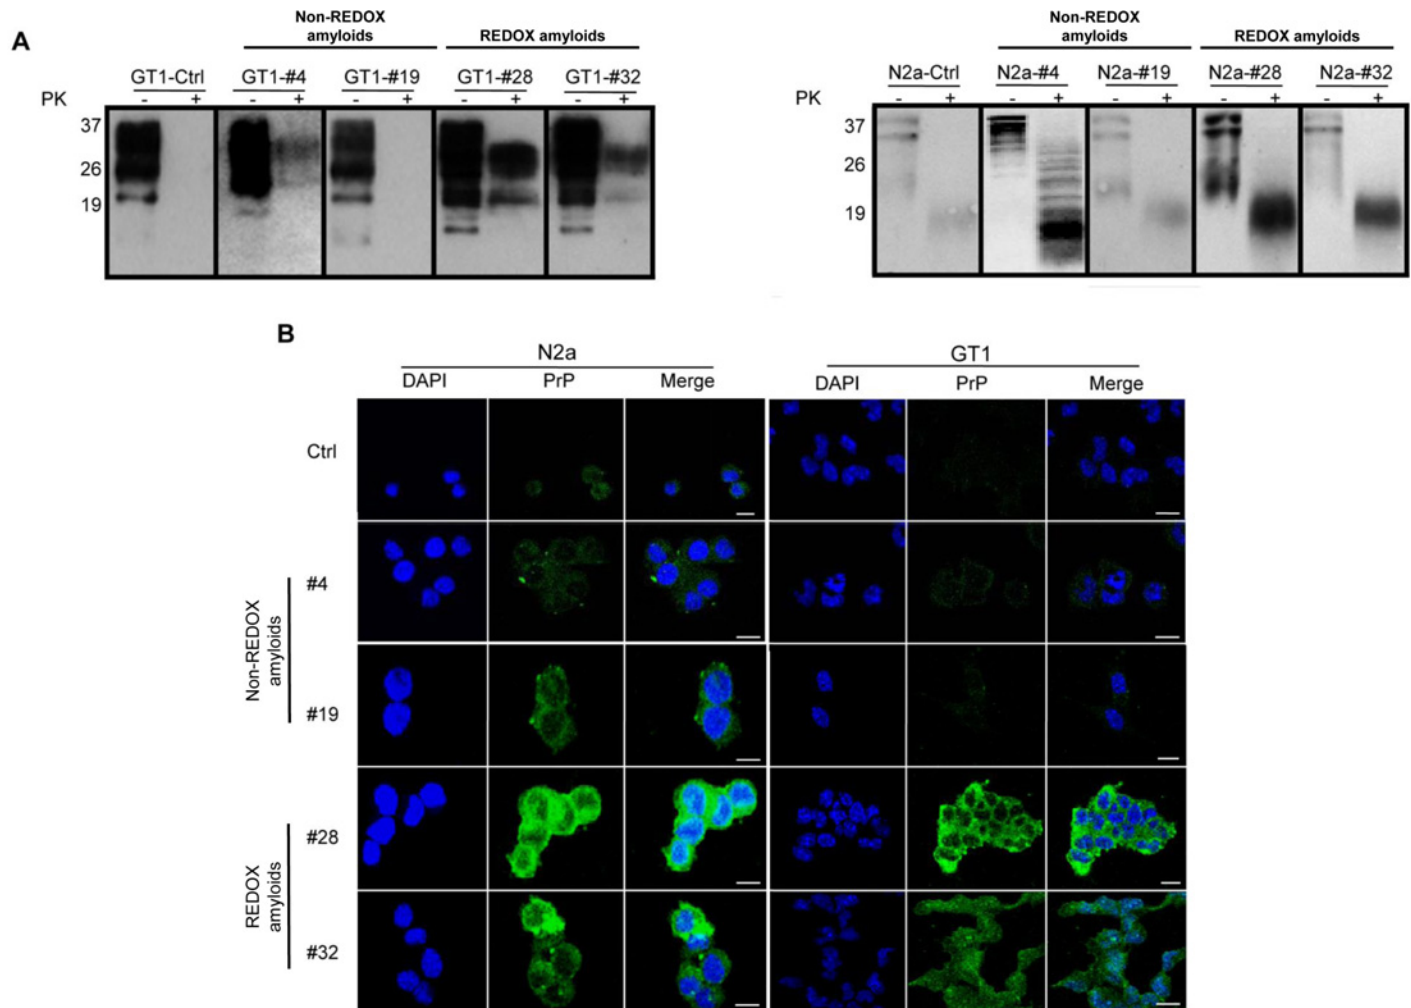 A
Non-REDOX
amyloids
REDOX amyloids
GT1-Ctrl GT1-#4 GT1-#19 GT1-#28 GT1-#32
PK - + - + - + - + - +
37
26
19
Non-REDOX
amyloids
REDOX amyloids
N2a-Ctrl N2a-#4 N2a-#19 N2a-#28 N2a-#32
PK - + - + - + - + - +
37
26
19
B
N2a GT1
DAPI PrP Merge DAPI PrP Merge
Ctrl
Non-REDOX
amyloids
#4
#19
REDOX
amyloids
#28
#32